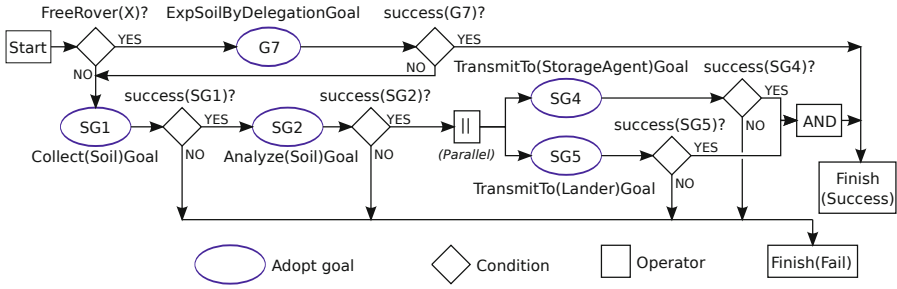 FreeRover(X)? ExpSoilByDelegationGoal success(G7)?
Start YES G7 YES
NO NO
TransmitTo(StorageAgent)Goal success(SG4)?
success(SG1)? success(SG2)? SG4 YES
SG1 YES SG2 YES || success(SG5)? NO AND
Collect(Soil)Goal NO Analyze(Soil)Goal NO (Parallel) SG5 YES
TransmitTo(Lander)Goal NO
Finish
(Success)
Adopt goal Condition Operator Finish(Fail)